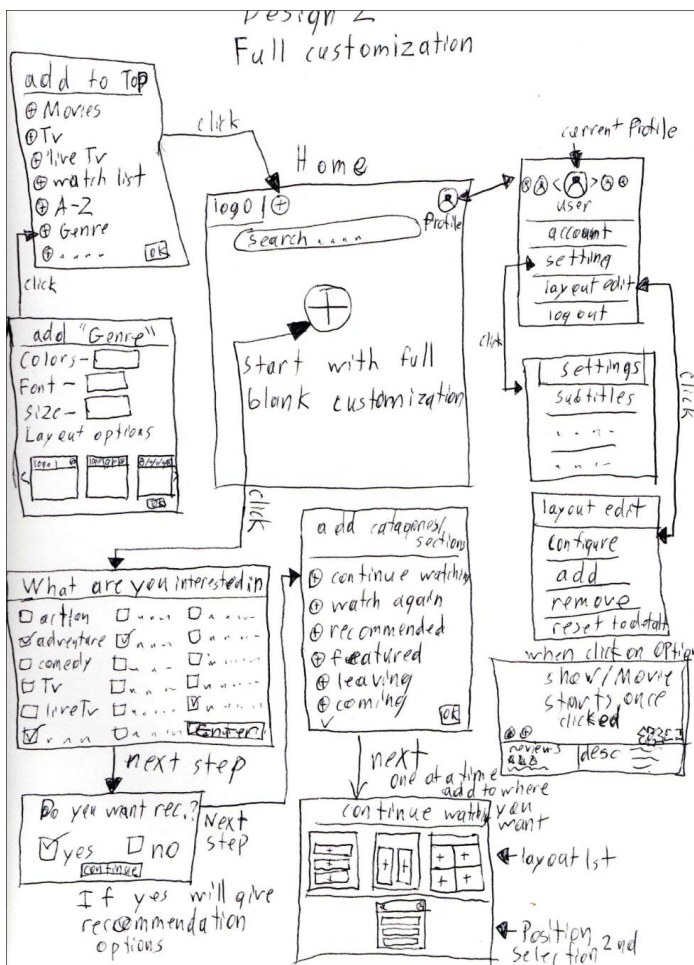 Design 2
Full customization
add to Top
Movies
Tv
live Tv
watch list
A-Z
Genre
....
OK
click
click
add "Genre"
Colors-
Font-
Size-
Layout options
logo
OK
Home
logo |
Profile
search ....
start with full
blank customization
click
current Profile
user
account
setting
layout edit
log out
click
click
settings
subtitles
....
....
layout edit
configure
add
remove
reset to defalt
What are you interested in
action
adventure
comedy
Tv
liveTv
Enter
next step
Do you want rec.?
yes
no
continue
Next
step
If yes will give
recommendation
options
add catagories/
sections
continue watching
watch again
recommended
featured
leaving
coming
OK
next
one at a time
add to where
you
want
continue watching
layout 1st
Position
selection 2nd
when click on option
show/Movie
starts once
clicked
reviews
desc